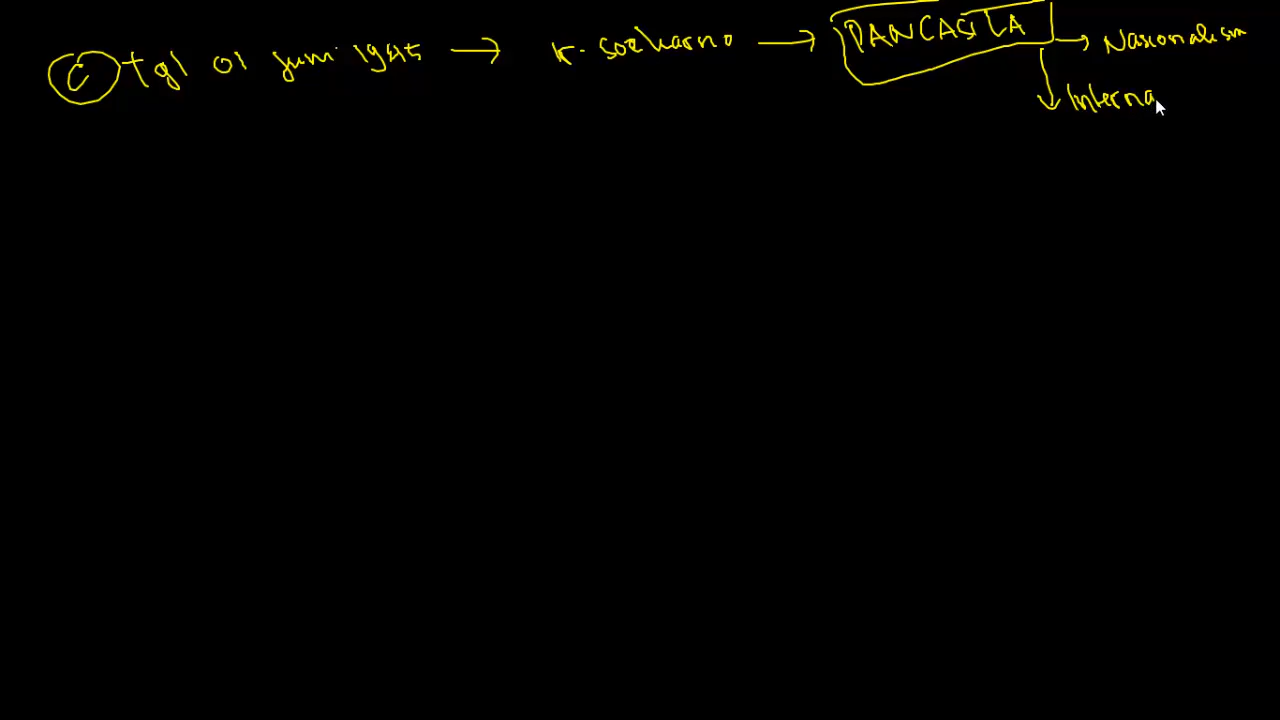 C tgl 01 juni 1945 → Ir. Soekarno → PANCASILA → Nasionalism
↓ Interna